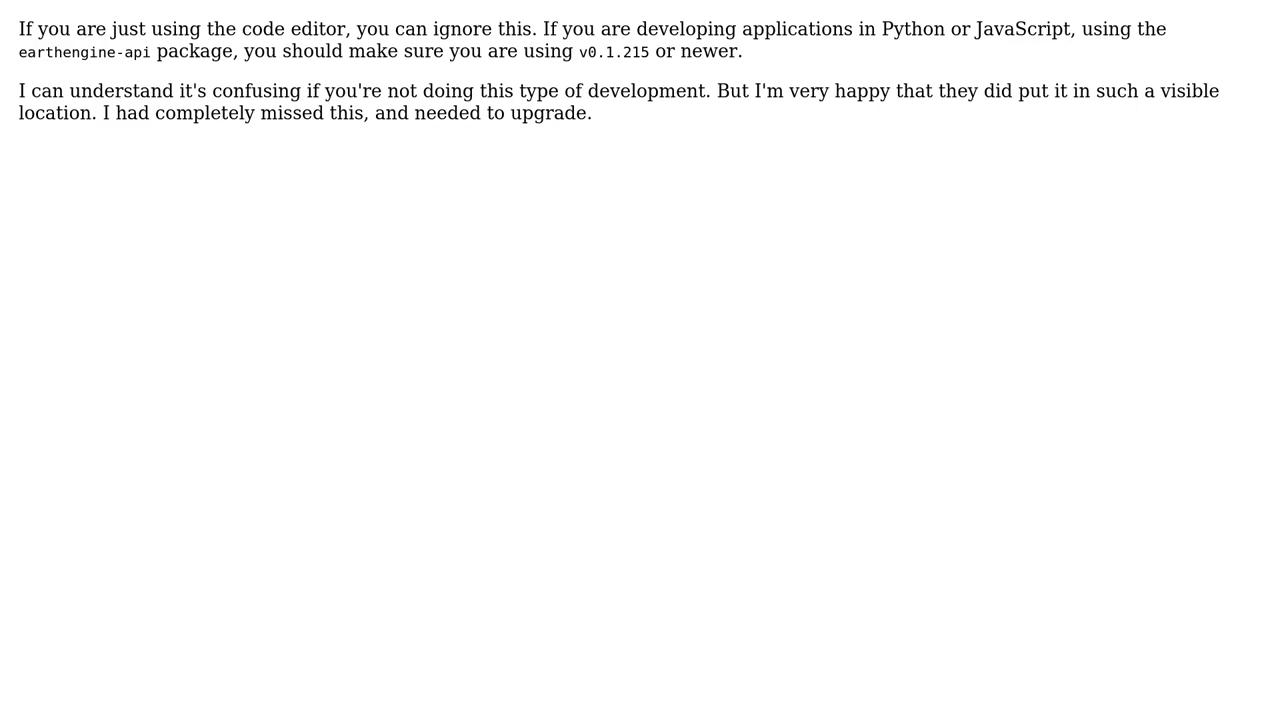 If you are just using the code editor, you can ignore this. If you are developing applications in Python or JavaScript, using the
earthengine-api package, you should make sure you are using v0.1.215 or newer.
I can understand it's confusing if you're not doing this type of development. But I'm very happy that they did put it in such a visible
location. I had completely missed this, and needed to upgrade.